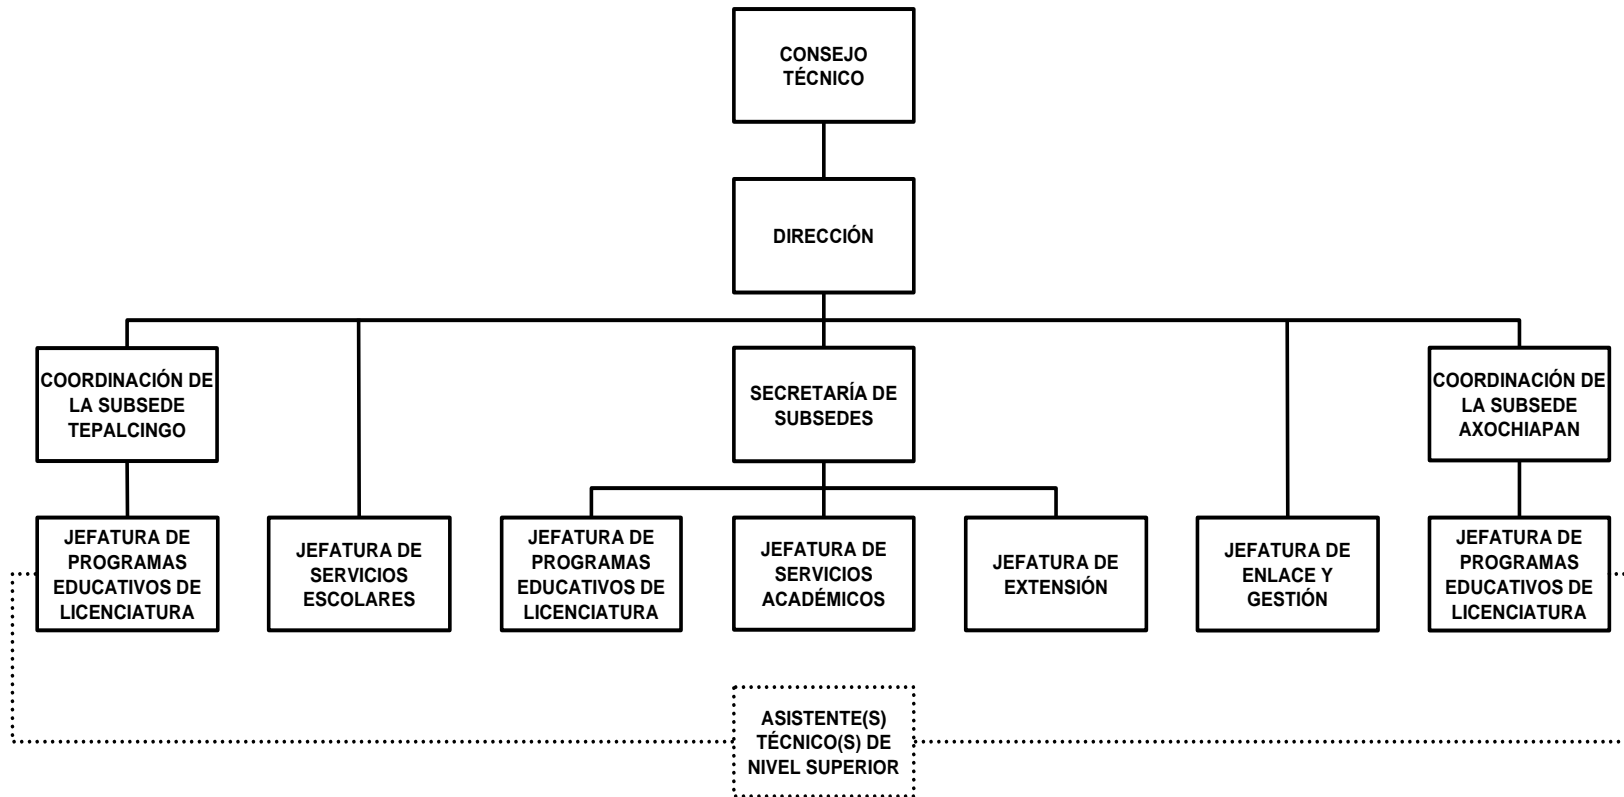 CONSEJO
TÉCNICO
DIRECCIÓN
COORDINACIÓN DE
LA SUBSEDE
TEPALCINGO
SECRETARÍA DE
SUBSEDES
COORDINACIÓN DE
LA SUBSEDE
AXOCHIAPAN
JEFATURA DE
PROGRAMAS
EDUCATIVOS DE
LICENCIATURA
JEFATURA DE
SERVICIOS
ESCOLARES
JEFATURA DE
PROGRAMAS
EDUCATIVOS DE
LICENCIATURA
JEFATURA DE
SERVICIOS
ACADÉMICOS
JEFATURA DE
EXTENSIÓN
JEFATURA DE
ENLACE Y
GESTIÓN
JEFATURA DE
PROGRAMAS
EDUCATIVOS DE
LICENCIATURA
ASISTENTE(S)
TÉCNICO(S) DE
NIVEL SUPERIOR